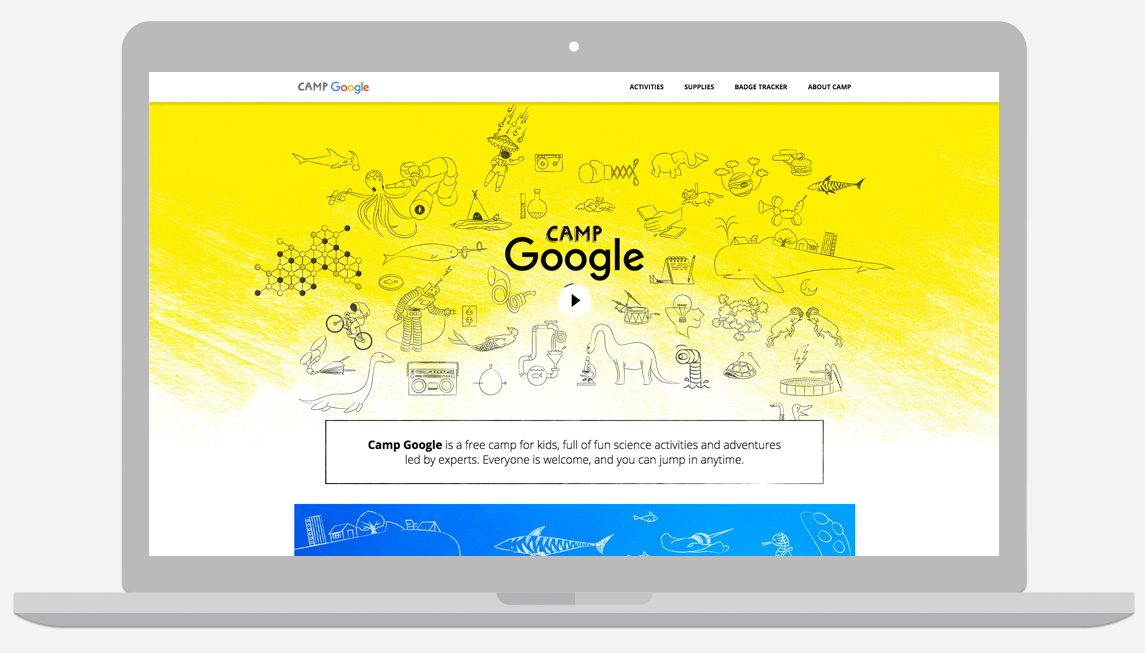 CAMP Google
ACTIVITIES SUPPLIES BADGE TRACKER ABOUT CAMP
CAMP
Google
Camp Google is a free camp for kids, full of fun science activities and adventures
led by experts. Everyone is welcome, and you can jump in anytime.